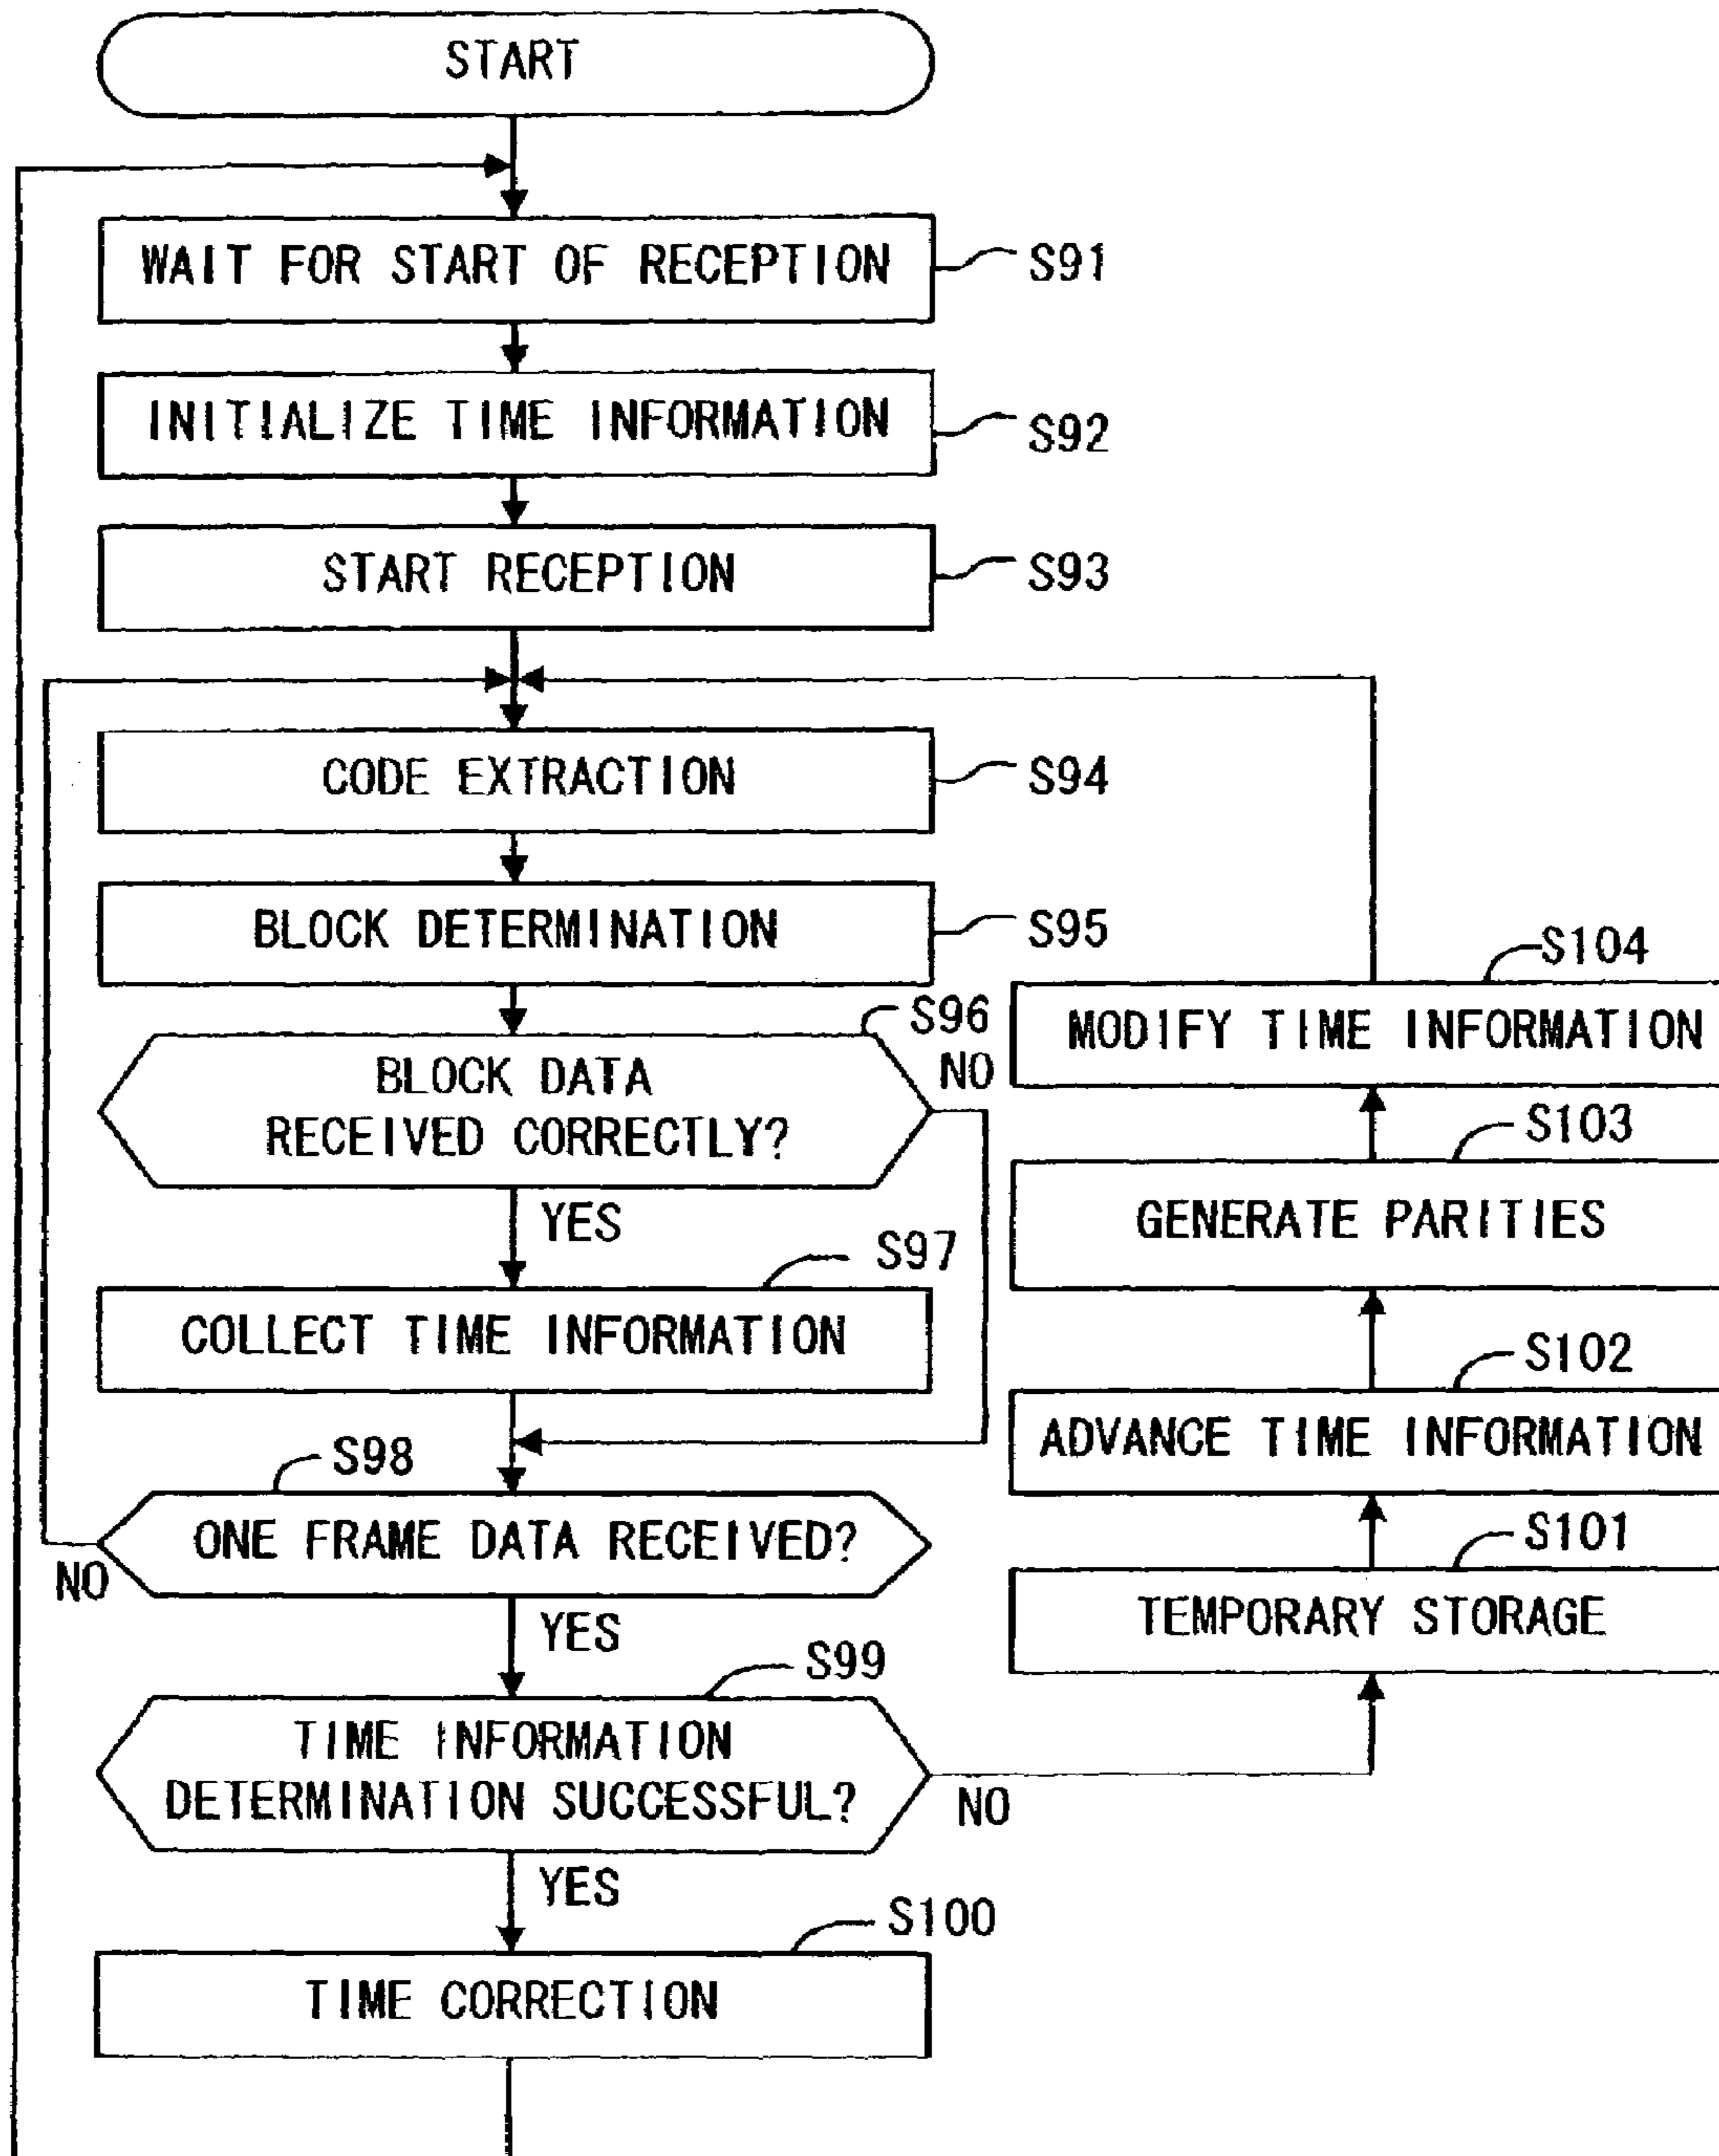 START
WAIT FOR START OF RECEPTION
S91
INITIALIZE TIME INFORMATION
S92
START RECEPTION
S93
CODE EXTRACTION
S94
BLOCK DETERMINATION
S95
S96
BLOCK DATA
RECEIVED CORRECTLY?
NO
YES
S97
COLLECT TIME INFORMATION
S98
ONE FRAME DATA RECEIVED?
NO
YES
S99
TIME INFORMATION
DETERMINATION SUCCESSFUL?
NO
YES
S100
TIME CORRECTION
S104
MODIFY TIME INFORMATION
S103
GENERATE PARITIES
S102
ADVANCE TIME INFORMATION
S101
TEMPORARY STORAGE